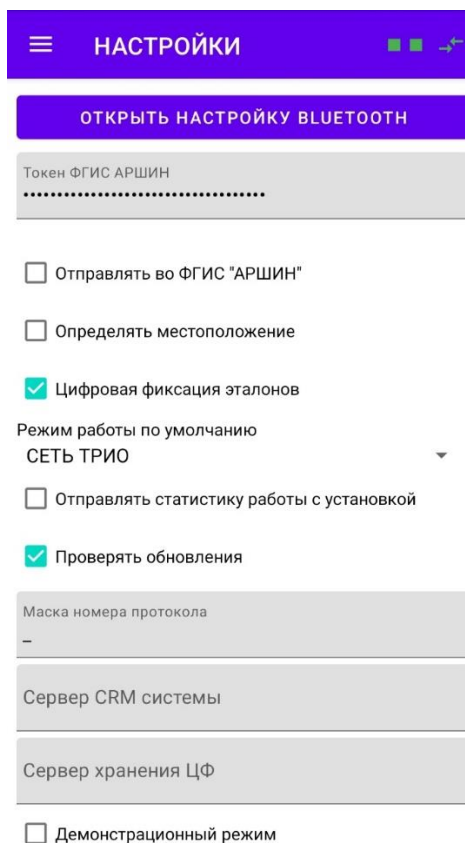 НАСТРОЙКИ
ОТКРЫТЬ НАСТРОЙКУ BLUETOOTH
Токен ФГИС АРШИН
••••••••••••••••••••••••••••••••••••
Отправлять во ФГИС "АРШИН"
Определять местоположение
Цифровая фиксация эталонов
Режим работы по умолчанию
СЕТЬ ТРИО
Отправлять статистику работы с установкой
Проверять обновления
Маска номера протокола
_
Сервер CRM системы
Сервер хранения ЦФ
Демонстрационный режим